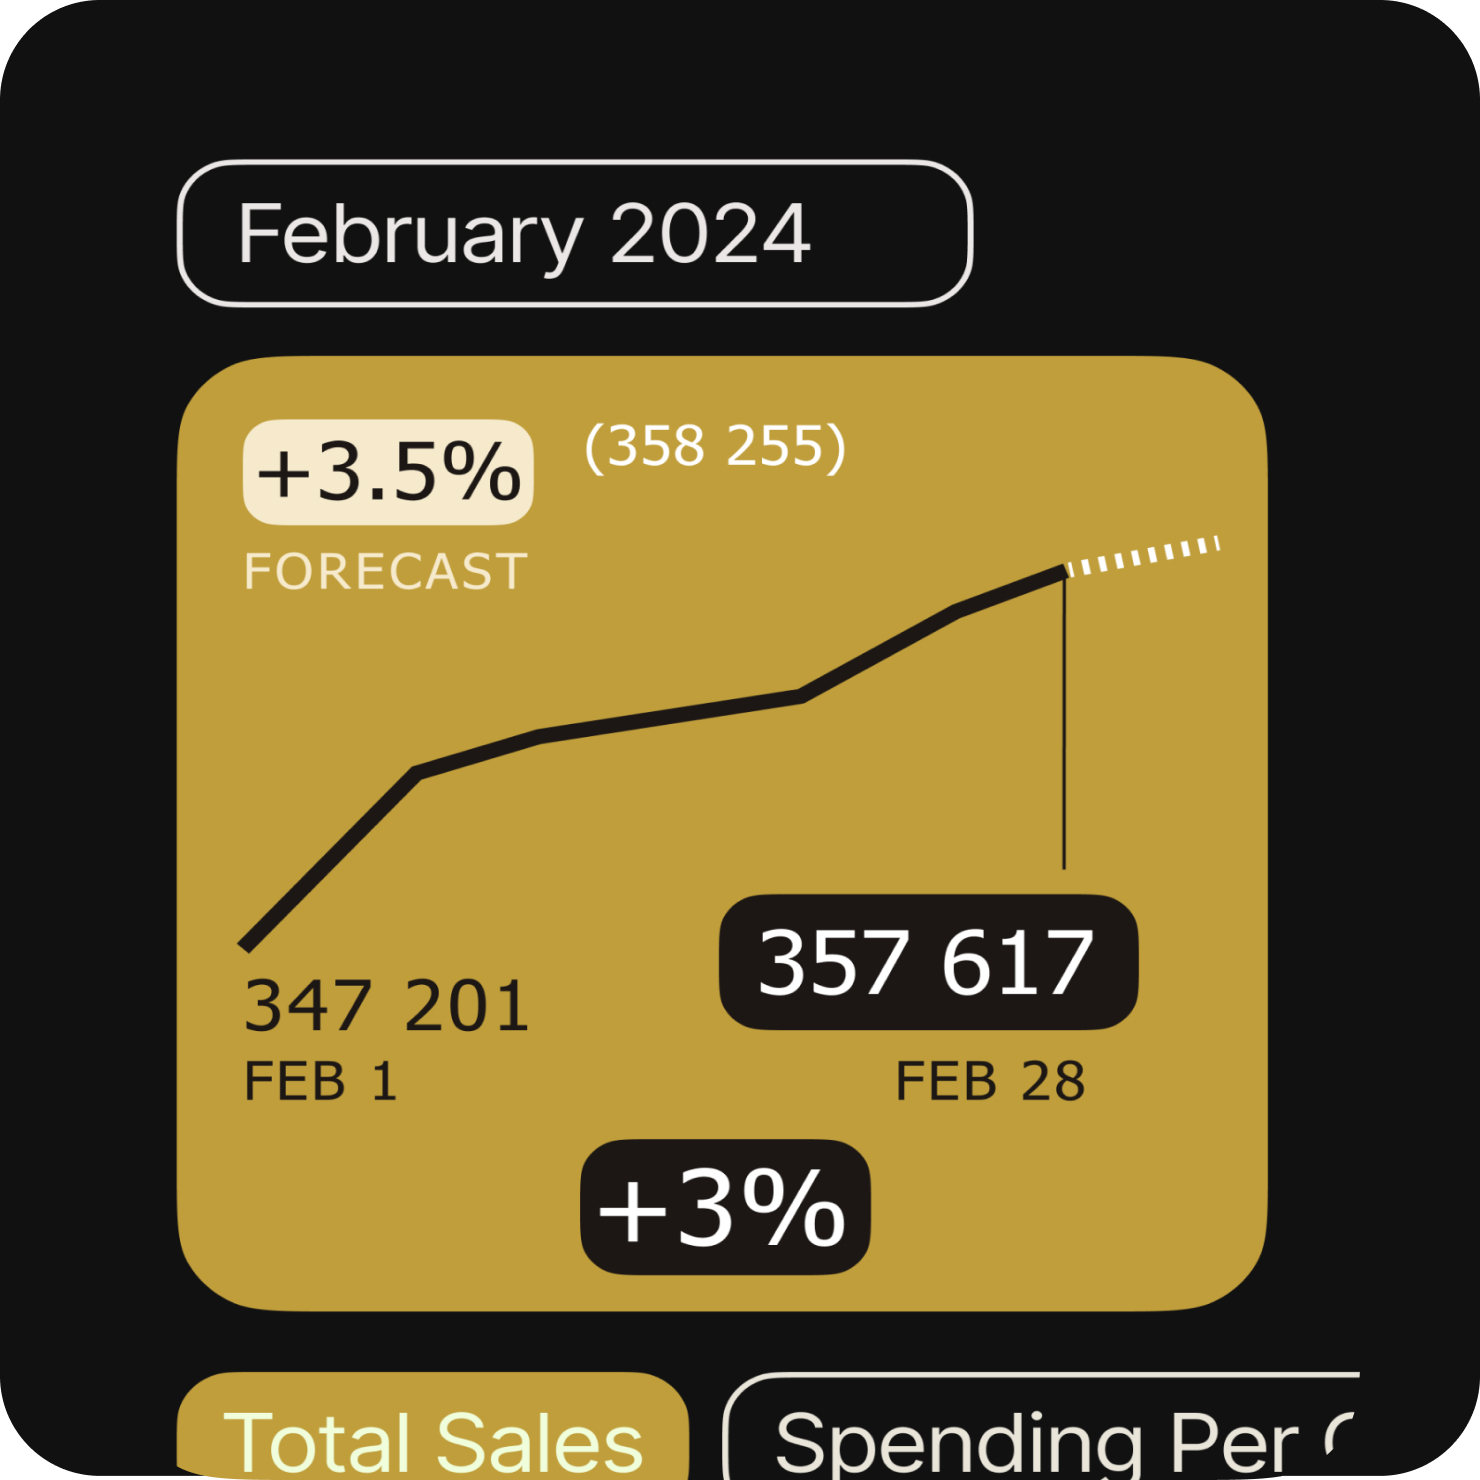 February 2024
+3.5% (358 255)
FORECAST
347 201
357 617
FEB 1
FEB 28
+3%
Total Sales
Spending Per